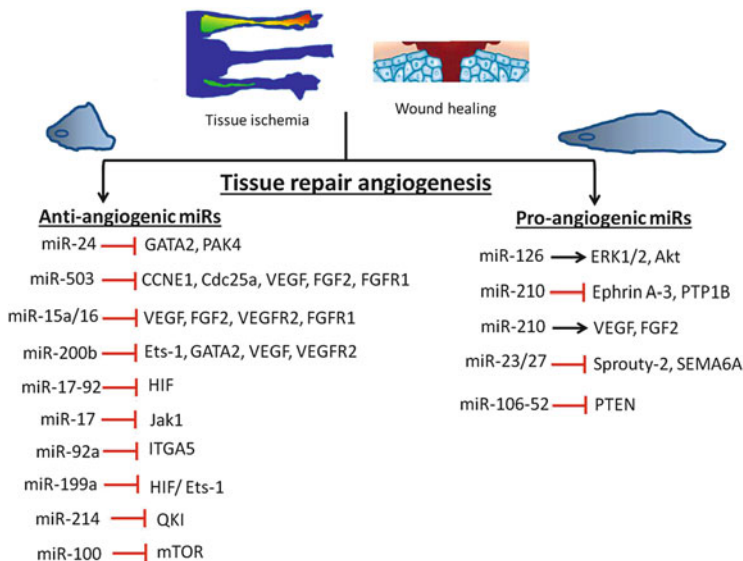 Tissue ischemia
Wound healing
Tissue repair angiogenesis
Anti-angiogenic miRs
miR-24 GATA2, PAK4
miR-503 CCNE1, Cdc25a, VEGF, FGF2, FGFR1
miR-15a/16 VEGF, FGF2, VEGFR2, FGFR1
miR-200b Ets-1, GATA2, VEGF, VEGFR2
miR-17-92 HIF
miR-17 Jak1
miR-92a ITGA5
miR-199a HIF/ Ets-1
miR-214 QKI
miR-100 mTOR
Pro-angiogenic miRs
miR-126 ERK1/2, Akt
miR-210 Ephrin A-3, PTP1B
miR-210 VEGF, FGF2
miR-23/27 Sprouty-2, SEMA6A
miR-106-52 PTEN